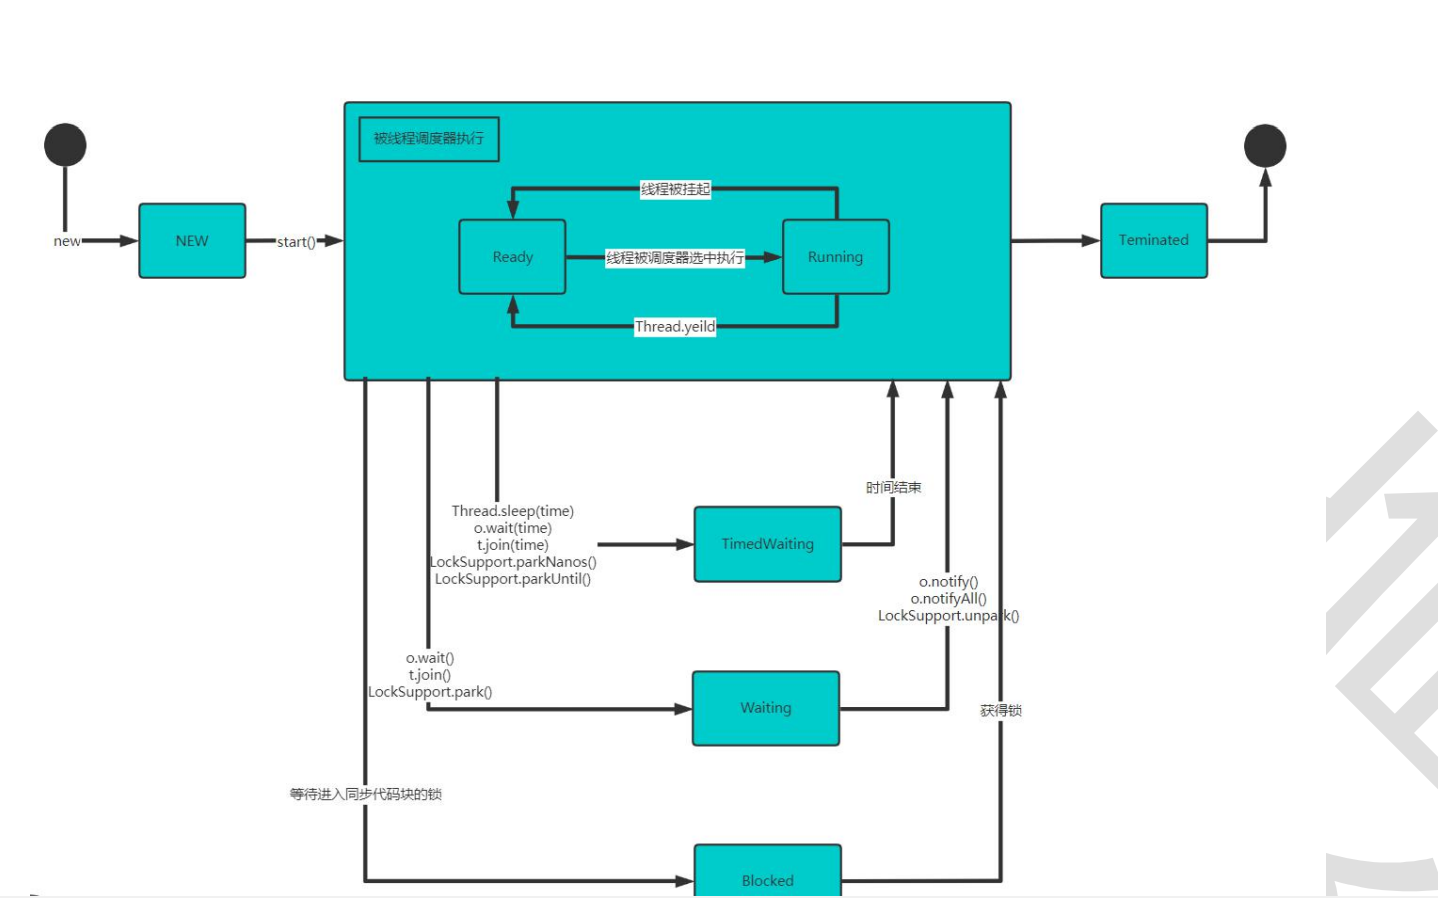 被线程调度器执行
线程被挂起
new
NEW
start()
Ready
线程被调度器选中执行
Running
Teminated
Thread.yeild
时间结束
Thread.sleep(time)
o.wait(time)
t.join(time)
LockSupport.parkNanos()
LockSupport.parkUntil()
TimedWaiting
o.notify()
o.notifyAll()
LockSupport.unpark()
o.wait()
t.join()
LockSupport.park()
Waiting
获得锁
等待进入同步代码块的锁
Blocked